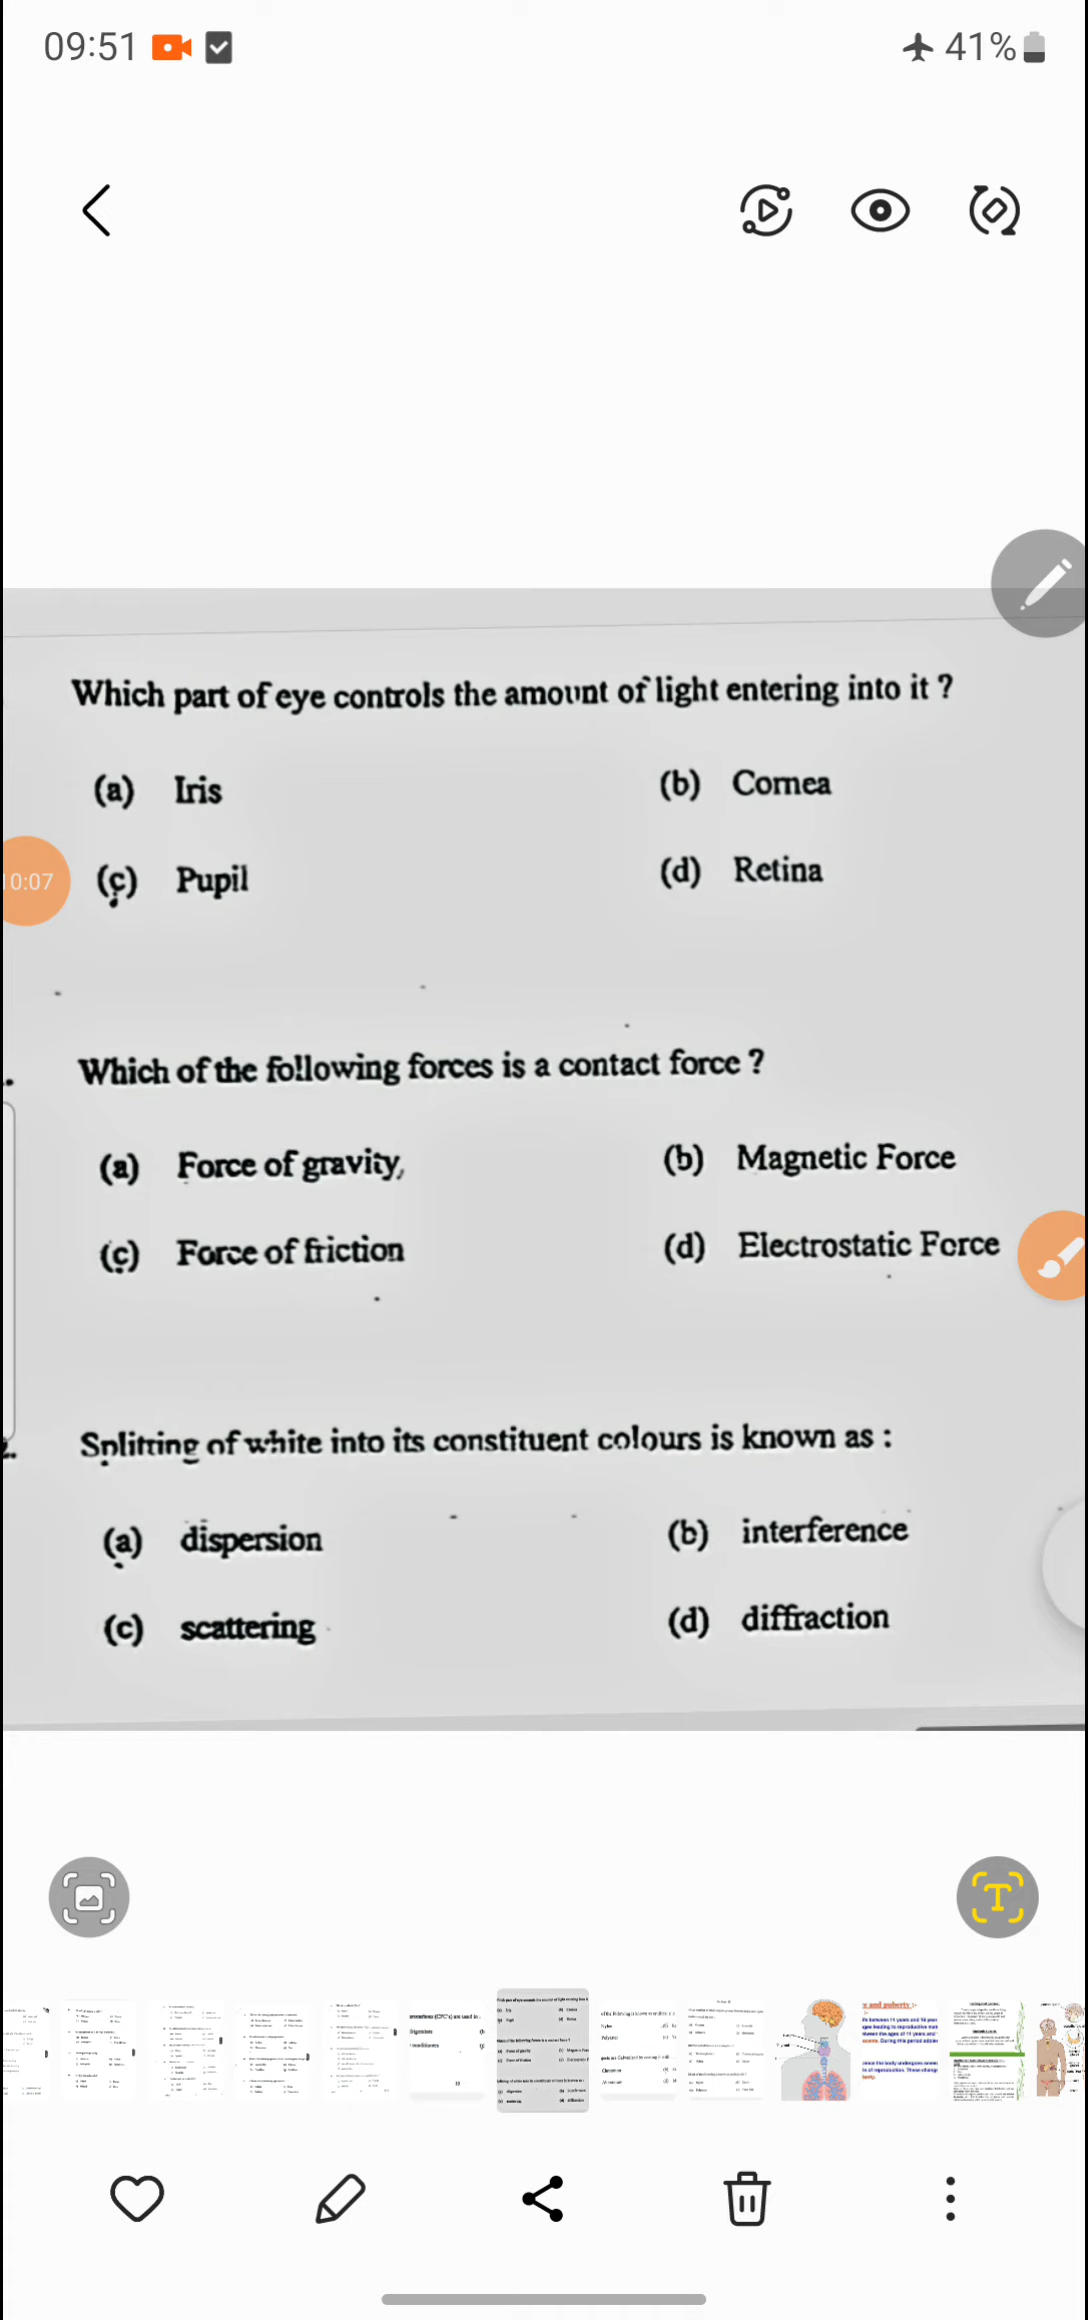 09:51
41%
Which part of eye controls the amount of light entering into it ?
(a) Iris
(b) Cornea
10:07
(c) Pupil
(d) Retina
Which of the following forces is a contact force ?
(a) Force of gravity,
(b) Magnetic Force
(c) Force of friction
(d) Electrostatic Force
Splitting of white into its constituent colours is known as :
(a) dispersion
(b) interference
(c) scattering
(d) diffraction
T